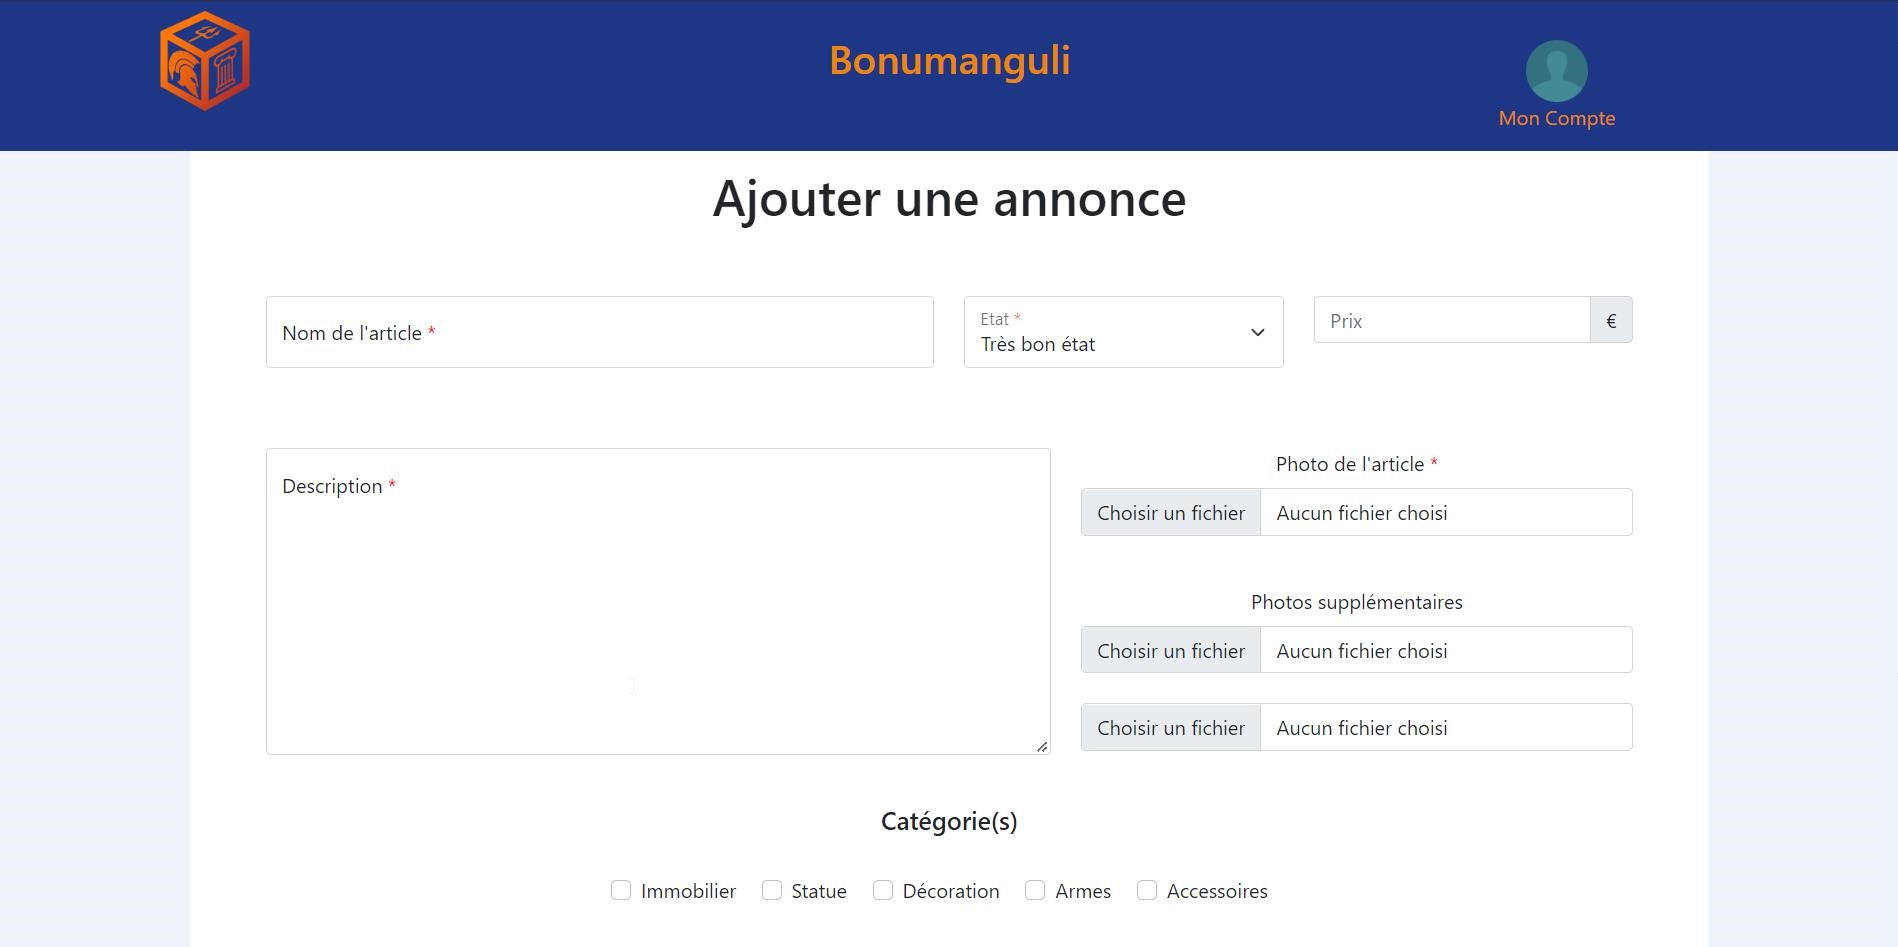 Bonumanguli
Mon Compte
Ajouter une annonce
Nom de l'article *
Etat *
Très bon état
Prix
€
Description *
Photo de l'article *
Choisir un fichier Aucun fichier choisi
Photos supplémentaires
Choisir un fichier Aucun fichier choisi
Choisir un fichier Aucun fichier choisi
Catégorie(s)
Immobilier Statue Décoration Armes Accessoires